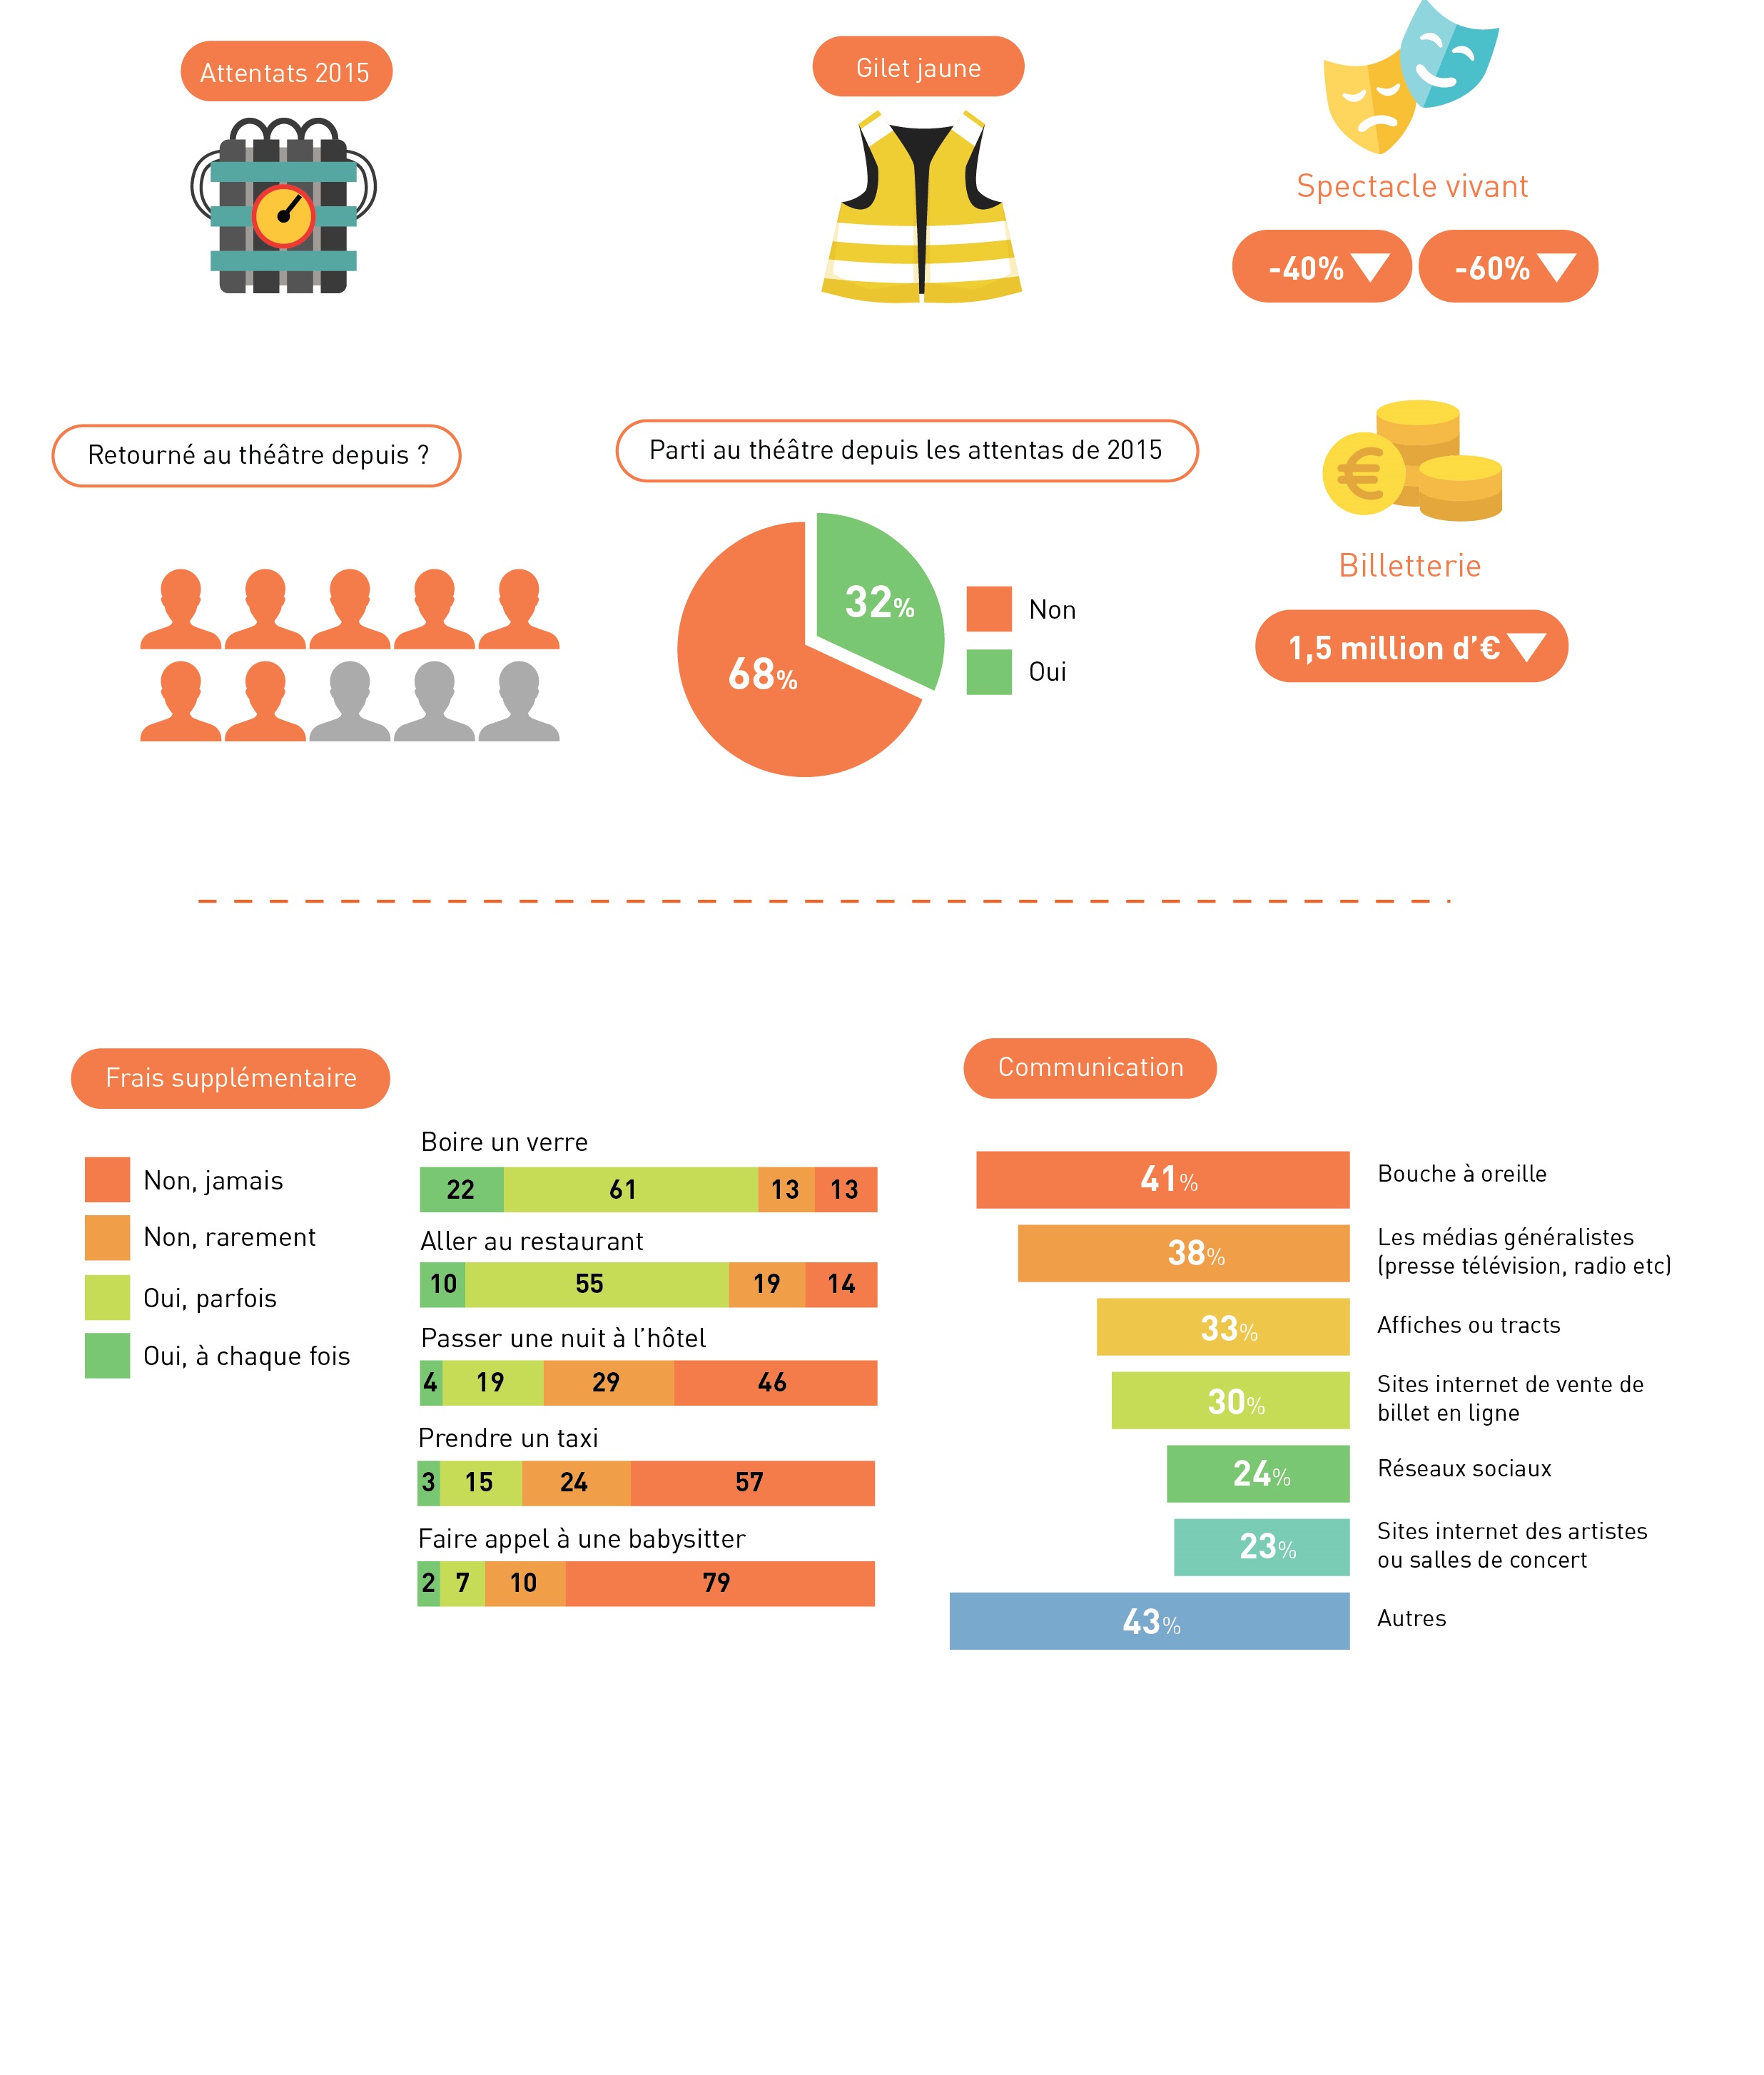 Attentats 2015
Gilet jaune
Spectacle vivant
-40%
-60%
Retourné au théâtre depuis ?
Parti au théâtre depuis les attentas de 2015
32%
68%
Non
Oui
€
Billetterie
1,5 million d'€
Frais supplémentaire
Non, jamais
Non, rarement
Oui, parfois
Oui, à chaque fois
Boire un verre
22 61 13 13
Aller au restaurant
10 55 19 14
Passer une nuit à l'hôtel
4 19 29 46
Prendre un taxi
3 15 24 57
Faire appel à une babysitter
2 7 10 79
Communication
41% Bouche à oreille
38% Les médias généralistes
(presse télévision, radio etc)
33% Affiches ou tracts
30% Sites internet de vente de
billet en ligne
24% Réseaux sociaux
23% Sites internet des artistes
ou salles de concert
43% Autres